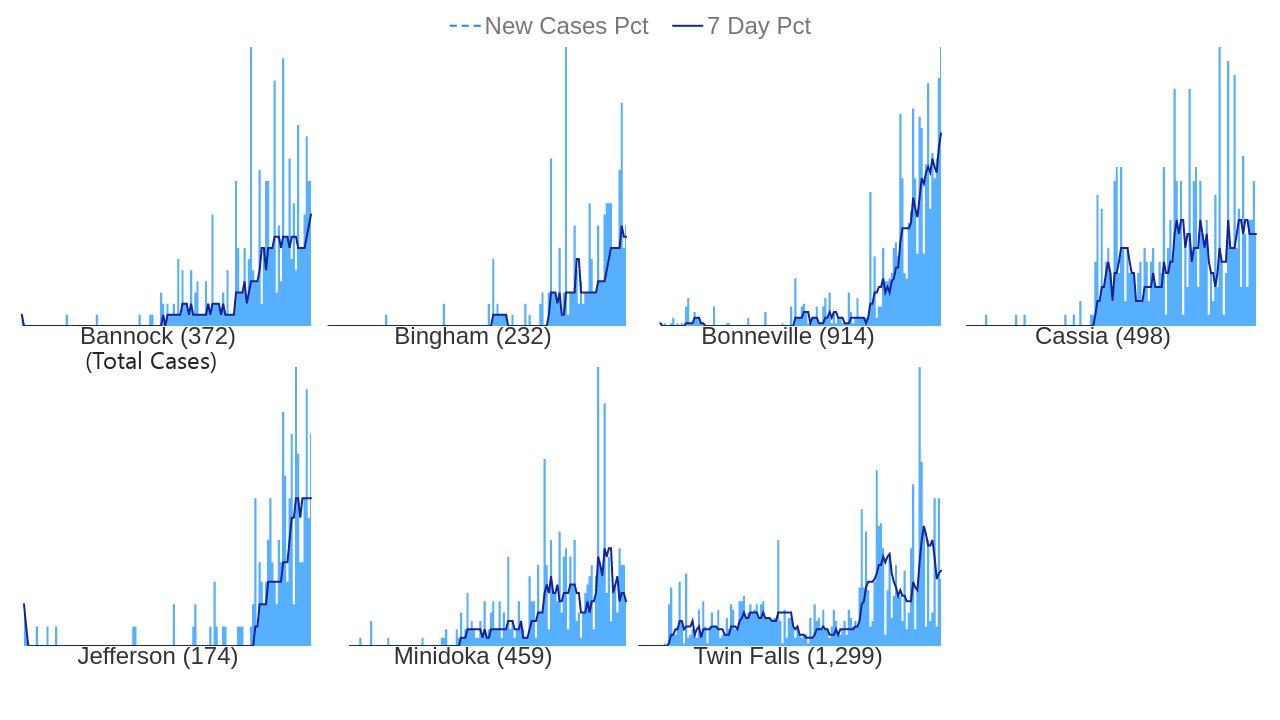 New Cases Pct 7 Day Pct
Bannock (372) Bingham (232) Bonneville (914) Cassia (498)
(Total Cases)
Jefferson (174) Minidoka (459) Twin Falls (1,299)